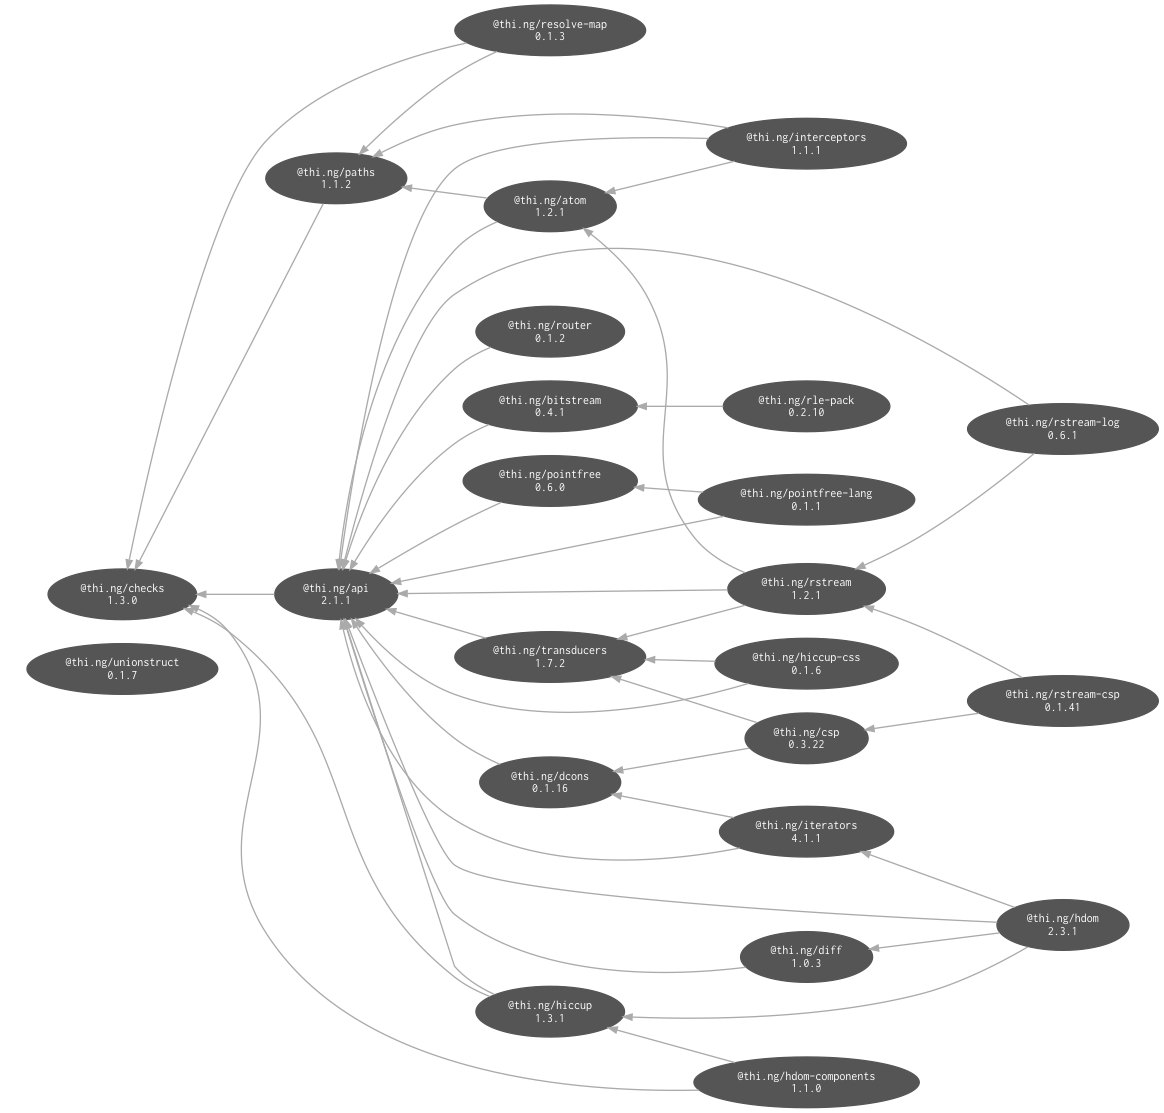 @thi.ng/resolve-map
0.1.3
@thi.ng/interceptors
1.1.1
@thi.ng/paths
1.1.2
@thi.ng/atom
1.2.1
@thi.ng/router
0.1.2
@thi.ng/bitstream
0.4.1
@thi.ng/rle-pack
0.2.10
@thi.ng/rstream-log
0.6.1
@thi.ng/pointfree
0.6.0
@thi.ng/pointfree-lang
0.1.1
@thi.ng/checks
1.3.0
@thi.ng/api
2.1.1
@thi.ng/rstream
1.2.1
@thi.ng/unionstruct
0.1.7
@thi.ng/transducers
1.7.2
@thi.ng/hiccup-css
0.1.6
@thi.ng/rstream-csp
0.1.41
@thi.ng/csp
0.3.22
@thi.ng/dcons
0.1.16
@thi.ng/iterators
4.1.1
@thi.ng/hdom
2.3.1
@thi.ng/diff
1.0.3
@thi.ng/hiccup
1.3.1
@thi.ng/hdom-components
1.1.0